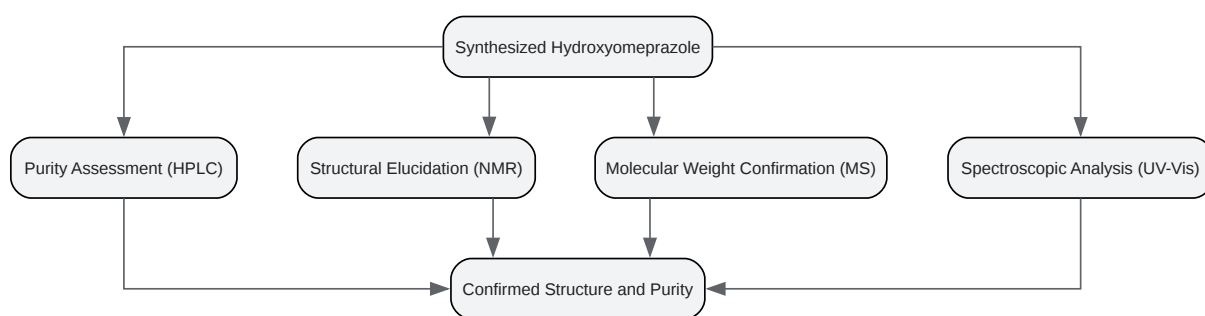 Synthesized Hydroxyomeprazole
Purity Assessment (HPLC)
Structural Elucidation (NMR)
Molecular Weight Confirmation (MS)
Spectroscopic Analysis (UV-Vis)
Confirmed Structure and Purity